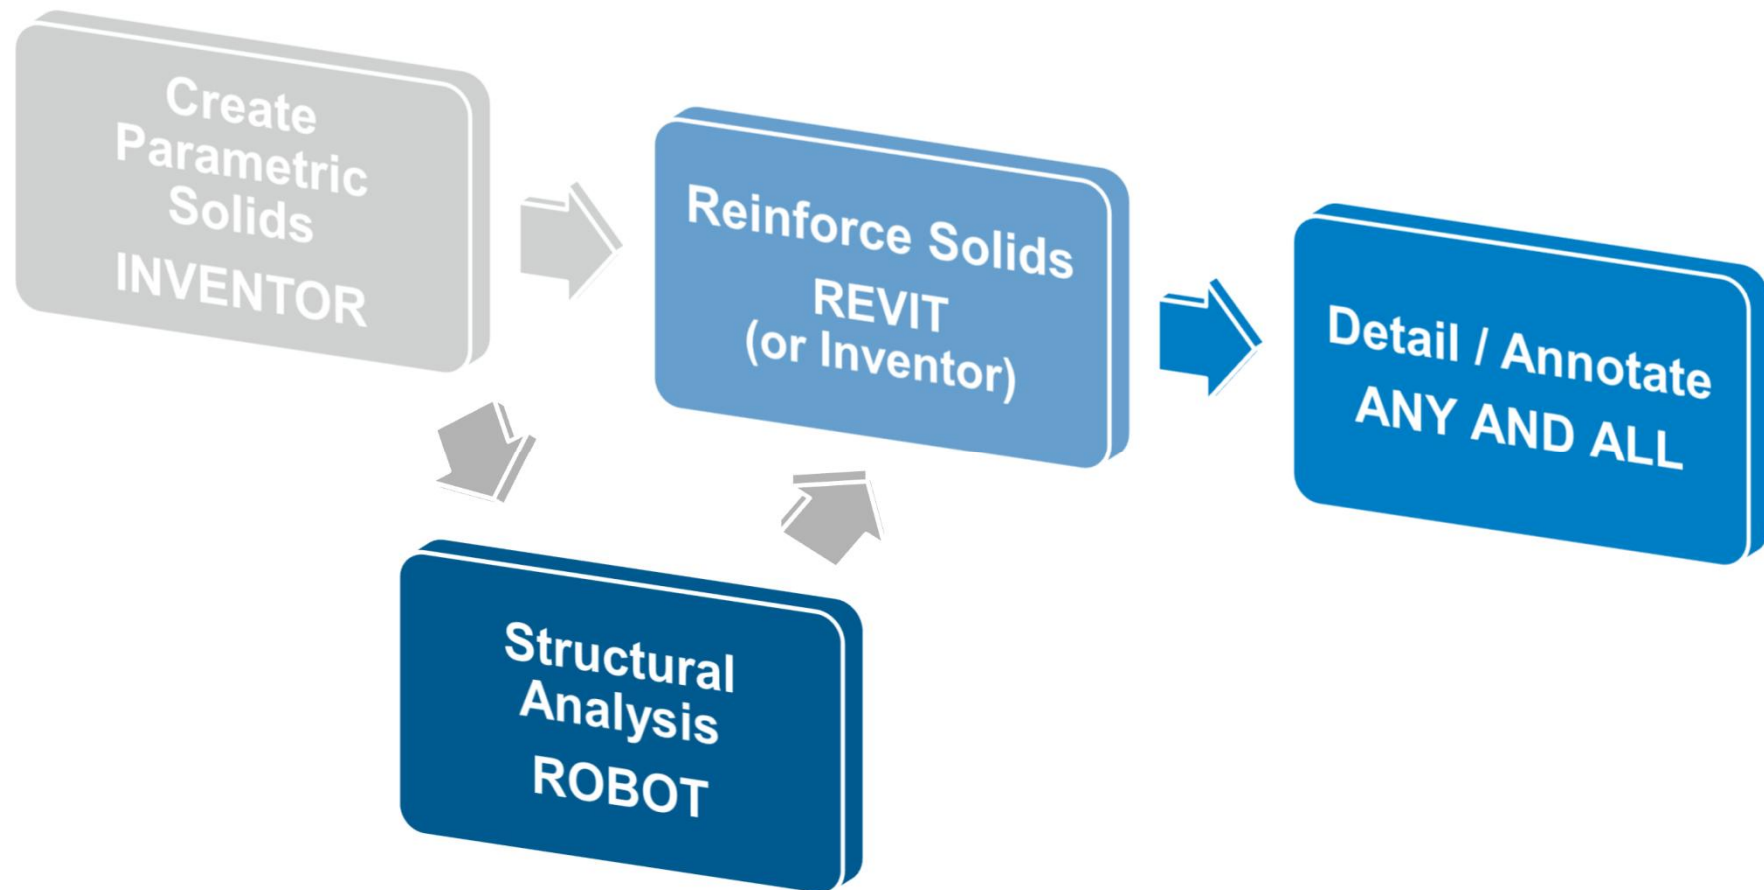 Create
Parametric
Solids
INVENTOR
Reinforce Solids
REVIT
(or Inventor)
Detail / Annotate
ANY AND ALL
Structural
Analysis
ROBOT